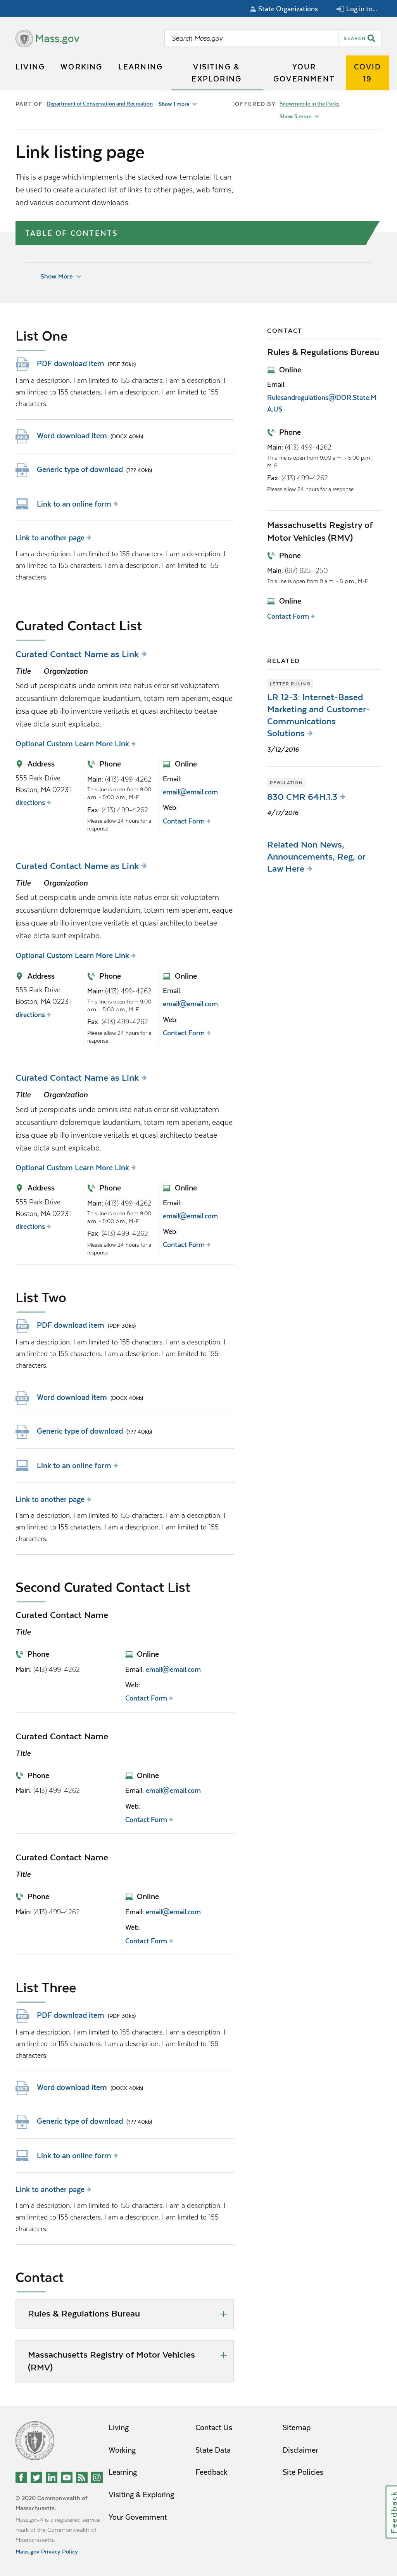 State Organizations
Log in to...
Mass.gov
Search Mass.gov
SEARCH
LIVING
WORKING
LEARNING
VISITING &
EXPLORING
YOUR
GOVERNMENT
COVID
19
PART OF Department of Conservation and Recreation Show 1 more
OFFERED BY Snowmobile in the Parks
Show 5 more
Link listing page
This is a page which implements the stacked row template. It can
be used to create a curated list of links to other pages, web forms,
and various document downloads.
TABLE OF CONTENTS
Show More
List One
PDF download item (PDF 30kb)
I am a description. I am limited to 155 characters. I am a description. I
am limited to 155 characters. I am a description. I am limited to 155
characters.
Word download item (DOCX 40kb)
Generic type of download (??? 40kb)
Link to an online form
Link to another page
I am a description. I am limited to 155 characters. I am a description. I
am limited to 155 characters. I am a description. I am limited to 155
characters.
Curated Contact List
Curated Contact Name as Link
Title Organization
Sed ut perspiciatis unde omnis iste natus error sit voluptatem
accusantium doloremque laudantium, totam rem aperiam, eaque
ipsa quae ab illo inventore veritatis et quasi architecto beatae
vitae dicta sunt explicabo.
Optional Custom Learn More Link
Address
555 Park Drive
Boston, MA 02231
directions
Phone
Main: (413) 499-4262
This line is open from 9:00
a.m. - 5:00 p.m., M-F
Fax: (413) 499-4262
Please allow 24 hours for a
response
Online
Email:
email@email.com
Web:
Contact Form
Curated Contact Name as Link
Title Organization
Sed ut perspiciatis unde omnis iste natus error sit voluptatem
accusantium doloremque laudantium, totam rem aperiam, eaque
ipsa quae ab illo inventore veritatis et quasi architecto beatae
vitae dicta sunt explicabo.
Optional Custom Learn More Link
Address
555 Park Drive
Boston, MA 02231
directions
Phone
Main: (413) 499-4262
This line is open from 9:00
a.m. - 5:00 p.m., M-F
Fax: (413) 499-4262
Please allow 24 hours for a
response
Online
Email:
email@email.com
Web:
Contact Form
Curated Contact Name as Link
Title Organization
Sed ut perspiciatis unde omnis iste natus error sit voluptatem
accusantium doloremque laudantium, totam rem aperiam, eaque
ipsa quae ab illo inventore veritatis et quasi architecto beatae
vitae dicta sunt explicabo.
Optional Custom Learn More Link
Address
555 Park Drive
Boston, MA 02231
directions
Phone
Main: (413) 499-4262
This line is open from 9:00
a.m. - 5:00 p.m., M-F
Fax: (413) 499-4262
Please allow 24 hours for a
response
Online
Email:
email@email.com
Web:
Contact Form
List Two
PDF download item (PDF 30kb)
I am a description. I am limited to 155 characters. I am a description. I
am limited to 155 characters. I am a description. I am limited to 155
characters.
Word download item (DOCX 40kb)
Generic type of download (??? 40kb)
Link to an online form
Link to another page
I am a description. I am limited to 155 characters. I am a description. I
am limited to 155 characters. I am a description. I am limited to 155
characters.
Second Curated Contact List
Curated Contact Name
Title
Phone
Main: (413) 499-4262
Online
Email: email@email.com
Web:
Contact Form
Curated Contact Name
Title
Phone
Main: (413) 499-4262
Online
Email: email@email.com
Web:
Contact Form
Curated Contact Name
Title
Phone
Main: (413) 499-4262
Online
Email: email@email.com
Web:
Contact Form
List Three
PDF download item (PDF 30kb)
I am a description. I am limited to 155 characters. I am a description. I
am limited to 155 characters. I am a description. I am limited to 155
characters.
Word download item (DOCX 40kb)
Generic type of download (??? 40kb)
Link to an online form
Link to another page
I am a description. I am limited to 155 characters. I am a description. I
am limited to 155 characters. I am a description. I am limited to 155
characters.
Contact
Rules & Regulations Bureau
Massachusetts Registry of Motor Vehicles
(RMV)
CONTACT
Rules & Regulations Bureau
Online
Email:
Rulesandregulations@DOR.State.M
A.US
Phone
Main: (413) 499-4262
This line is open from 9:00 a.m. - 5:00 p.m.,
M-F
Fax: (413) 499-4262
Please allow 24 hours for a response
Massachusetts Registry of
Motor Vehicles (RMV)
Phone
Main: (617) 625-1250
This line is open from 9 a.m. - 5 p.m., M-F
Online
Contact Form
RELATED
LETTER RULING
LR 12-3: Internet-Based
Marketing and Customer-
Communications
Solutions
3/12/2016
REGULATION
830 CMR 64H.1.3
4/17/2016
Related Non News,
Announcements, Reg, or
Law Here
© 2020 Commonwealth of
Massachusetts.
Mass.gov® is a registered service
mark of the Commonwealth of
Massachusetts.
Mass.gov Privacy Policy
Living
Working
Learning
Visiting & Exploring
Your Government
Contact Us
State Data
Feedback
Sitemap
Disclaimer
Site Policies
Feedback